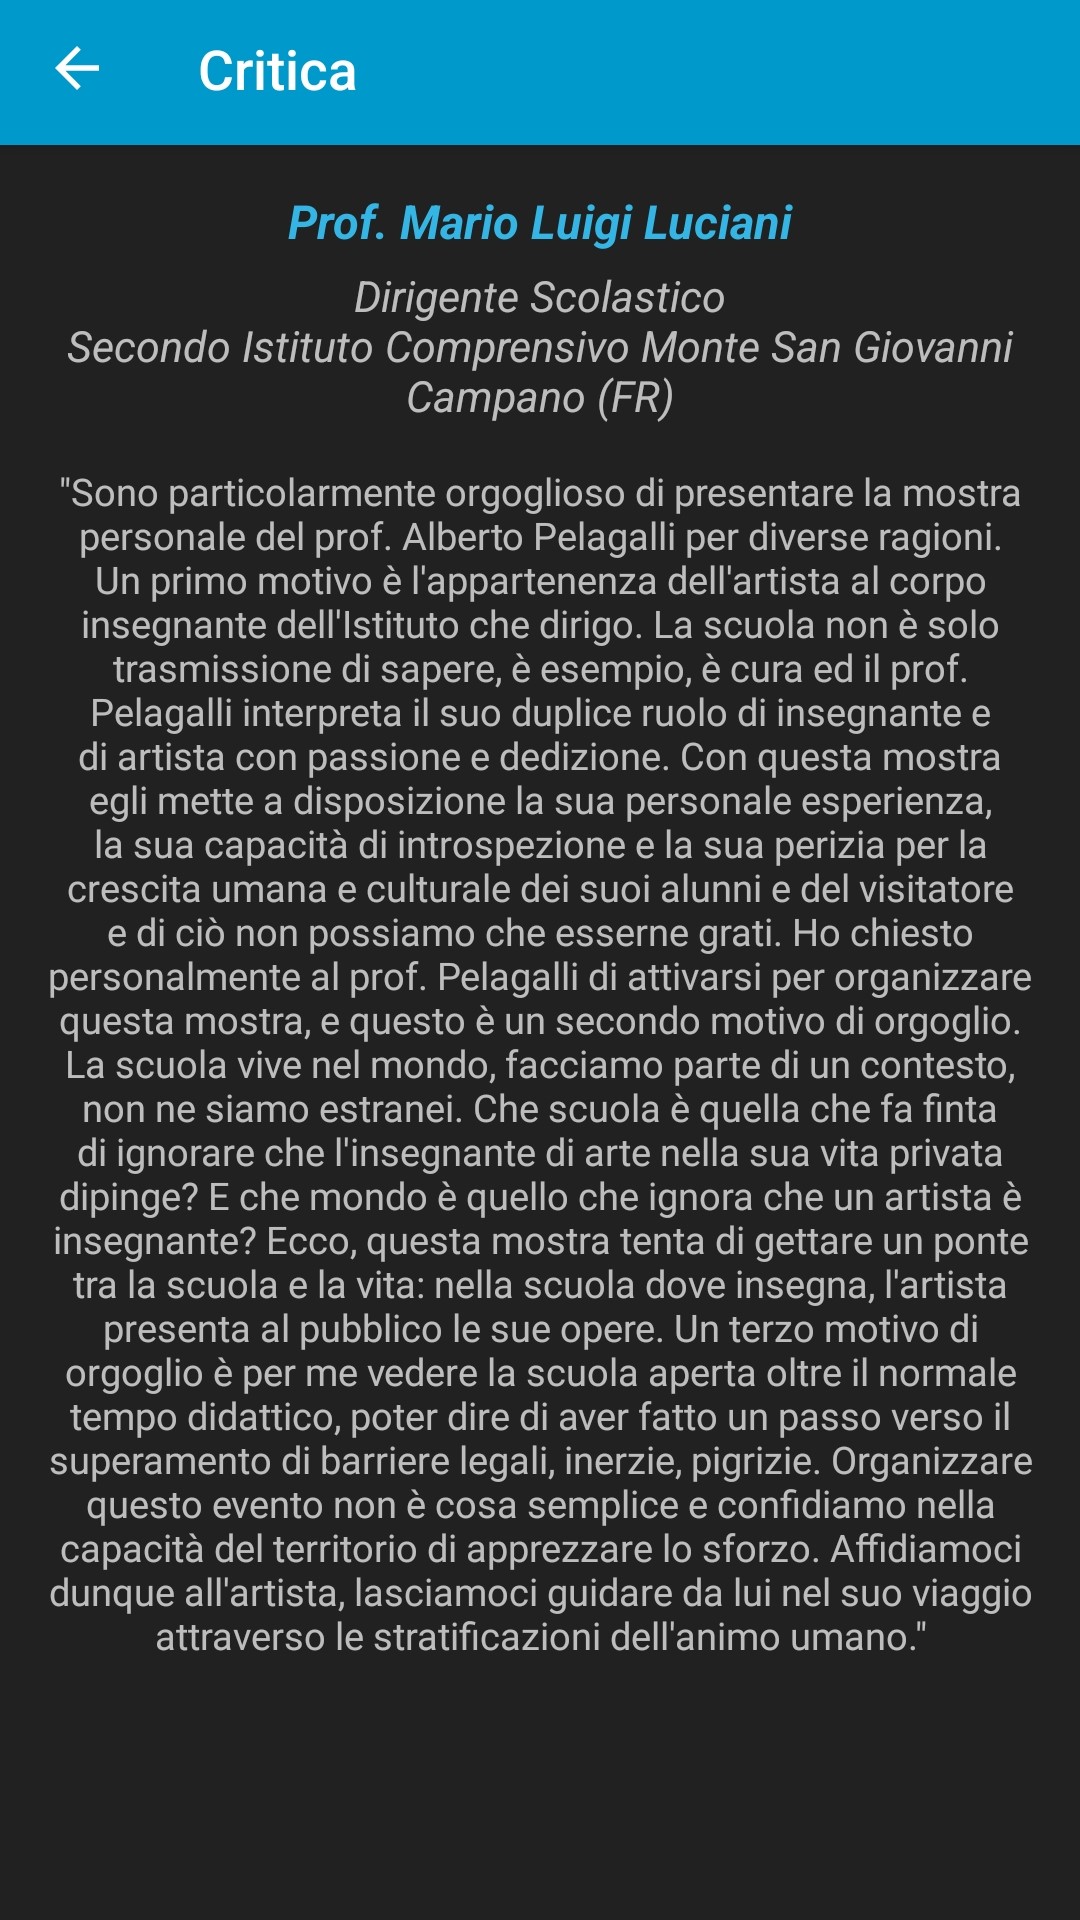 Critica
Prof. Mario Luigi Luciani
Dirigente Scolastico
Secondo Istituto Comprensivo Monte San Giovanni
Campano (FR)
"Sono particolarmente orgoglioso di presentare la mostra
personale del prof. Alberto Pelagalli per diverse ragioni.
Un primo motivo è l'appartenenza dell'artista al corpo
insegnante dell'Istituto che dirigo. La scuola non è solo
trasmissione di sapere, è esempio, è cura ed il prof.
Pelagalli interpreta il suo duplice ruolo di insegnante e
di artista con passione e dedizione. Con questa mostra
egli mette a disposizione la sua personale esperienza,
la sua capacità di introspezione e la sua perizia per la
crescita umana e culturale dei suoi alunni e del visitatore
e di ciò non possiamo che esserne grati. Ho chiesto
personalmente al prof. Pelagalli di attivarsi per organizzare
questa mostra, e questo è un secondo motivo di orgoglio.
La scuola vive nel mondo, facciamo parte di un contesto,
non ne siamo estranei. Che scuola è quella che fa finta
di ignorare che l'insegnante di arte nella sua vita privata
dipinge? E che mondo è quello che ignora che un artista è
insegnante? Ecco, questa mostra tenta di gettare un ponte
tra la scuola e la vita: nella scuola dove insegna, l'artista
presenta al pubblico le sue opere. Un terzo motivo di
orgoglio è per me vedere la scuola aperta oltre il normale
tempo didattico, poter dire di aver fatto un passo verso il
superamento di barriere legali, inerzie, pigrizie. Organizzare
questo evento non è cosa semplice e confidiamo nella
capacità del territorio di apprezzare lo sforzo. Affidiamoci
dunque all'artista, lasciamoci guidare da lui nel suo viaggio
attraverso le stratificazioni dell'animo umano."